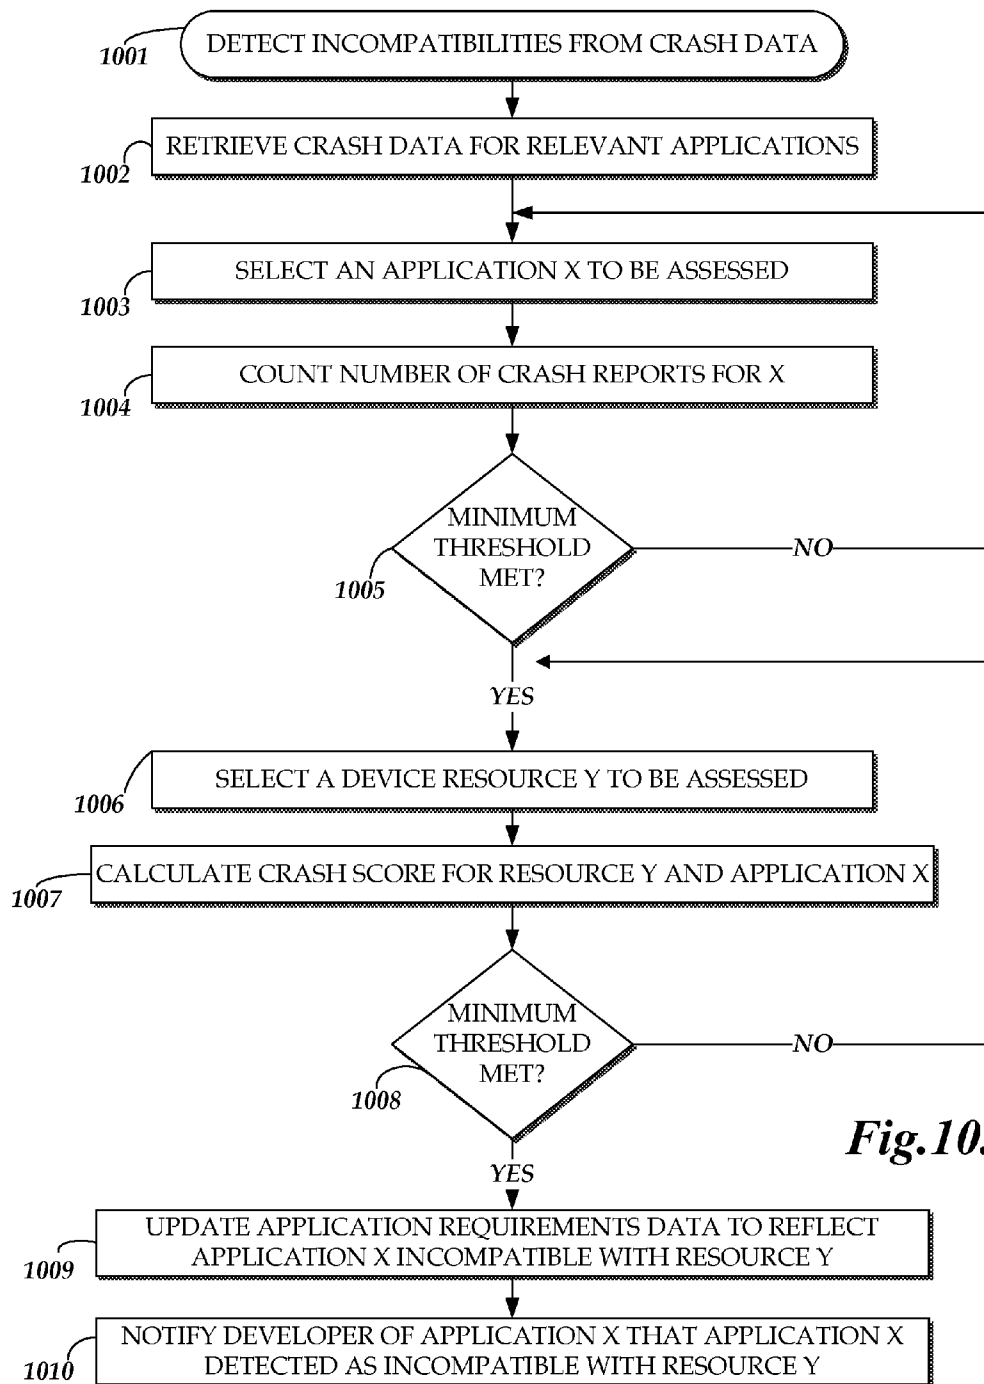 1001
DETECT INCOMPATIBILITIES FROM CRASH DATA
RETRIEVE CRASH DATA FOR RELEVANT APPLICATIONS
1002
SELECT AN APPLICATION X TO BE ASSESSED
1003
COUNT NUMBER OF CRASH REPORTS FOR X
1004
MINIMUM
THRESHOLD
MET?
NO
1005
YES
SELECT A DEVICE RESOURCE Y TO BE ASSESSED
1006
CALCULATE CRASH SCORE FOR RESOURCE Y AND APPLICATION X
1007
MINIMUM
THRESHOLD
MET?
NO
1008
Fig.10.
YES
UPDATE APPLICATION REQUIREMENTS DATA TO REFLECT
APPLICATION X INCOMPATIBLE WITH RESOURCE Y
1009
NOTIFY DEVELOPER OF APPLICATION X THAT APPLICATION X
DETECTED AS INCOMPATIBLE WITH RESOURCE Y
1010